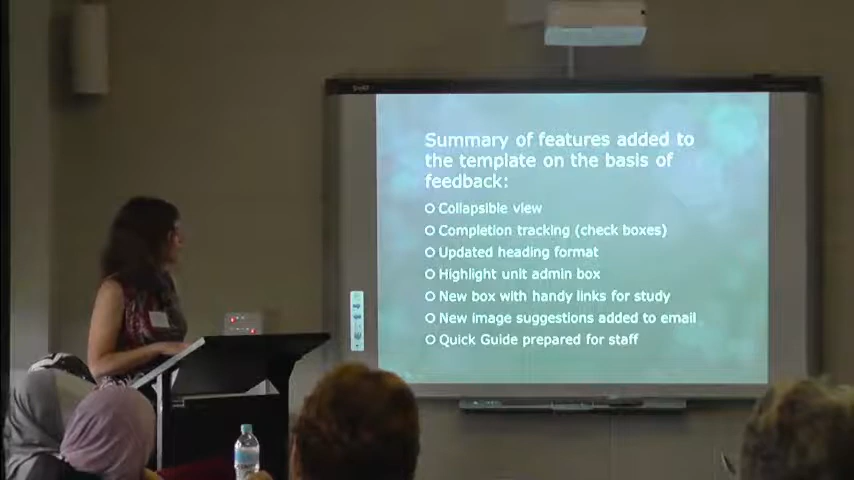 Summary of features added to
the template on the basis of
feedback:
Collapsible view
Completion tracking (check boxes)
Updated heading format
Highlight unit admin box
New box with handy links for study
New image suggestions added to email
Quick Guide prepared for staff